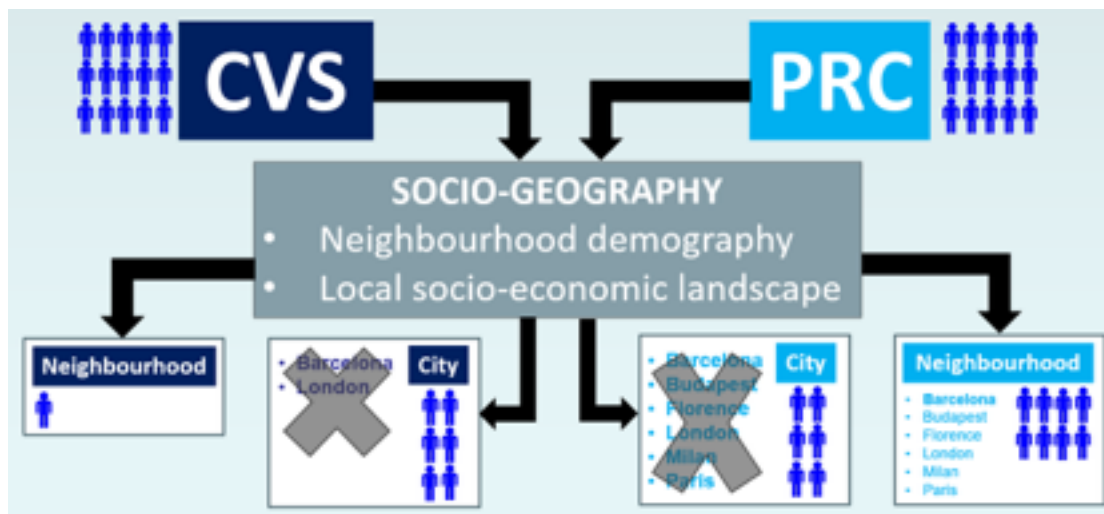 CVS
PRC
SOCIO-GEOGRAPHY
• Neighbourhood demography
• Local socio-economic landscape
Neighbourhood
• Barcelona
• London
City
• Barcelona
• Budapest
• Florence
• London
• Milan
• Paris
City
Neighbourhood
• Barcelona
• Budapest
• Florence
• London
• Milan
• Paris